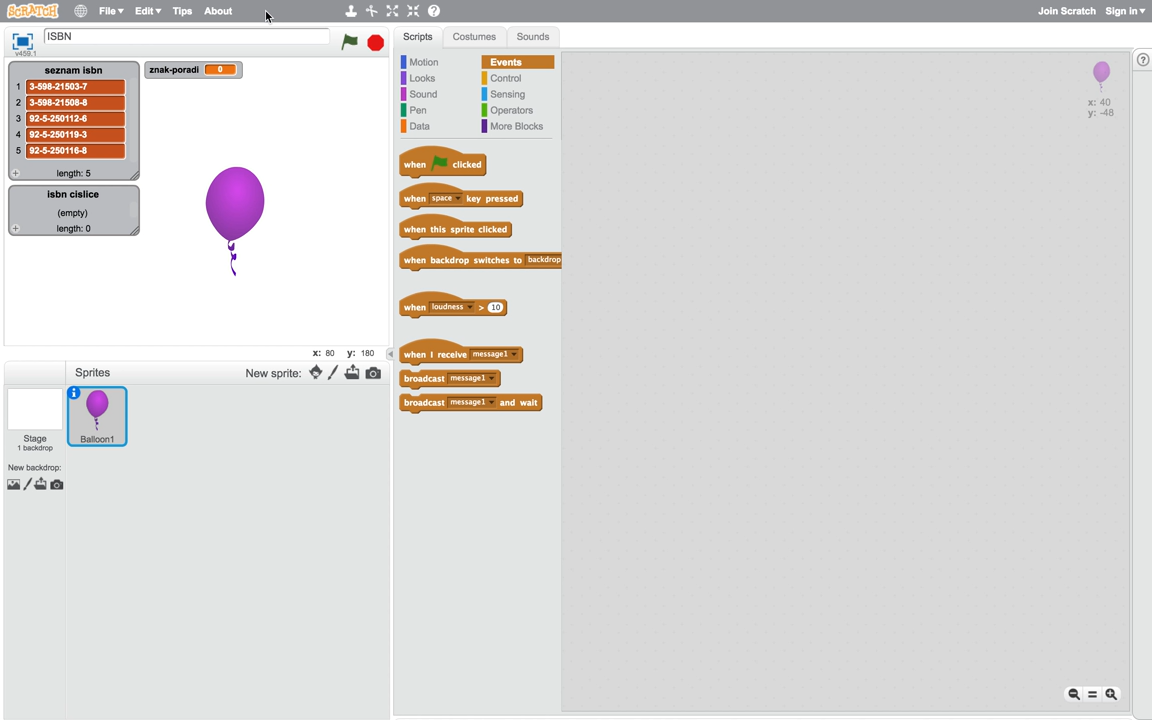 SCRATCH File▼ Edit▼ Tips About Join Scratch Sign in▼
ISBN
v459.1
Scripts Costumes Sounds
seznam isbn
1 3-598-21503-7
2 3-598-21508-8
3 92-5-250112-6
4 92-5-250119-3
5 92-5-250116-8
length: 5
isbn cislice
(empty)
length: 0
znak-poradi 0
x: 80 y: 180
Motion Events
Looks Control
Sound Sensing
Pen Operators
Data More Blocks
when clicked
when space key pressed
when this sprite clicked
when backdrop switches to backdrop
when loudness > 10
when I receive message1
broadcast message1
broadcast message1 and wait
x: 40
y: -48
Sprites New sprite:
Stage
1 backdrop
New backdrop:
Balloon1